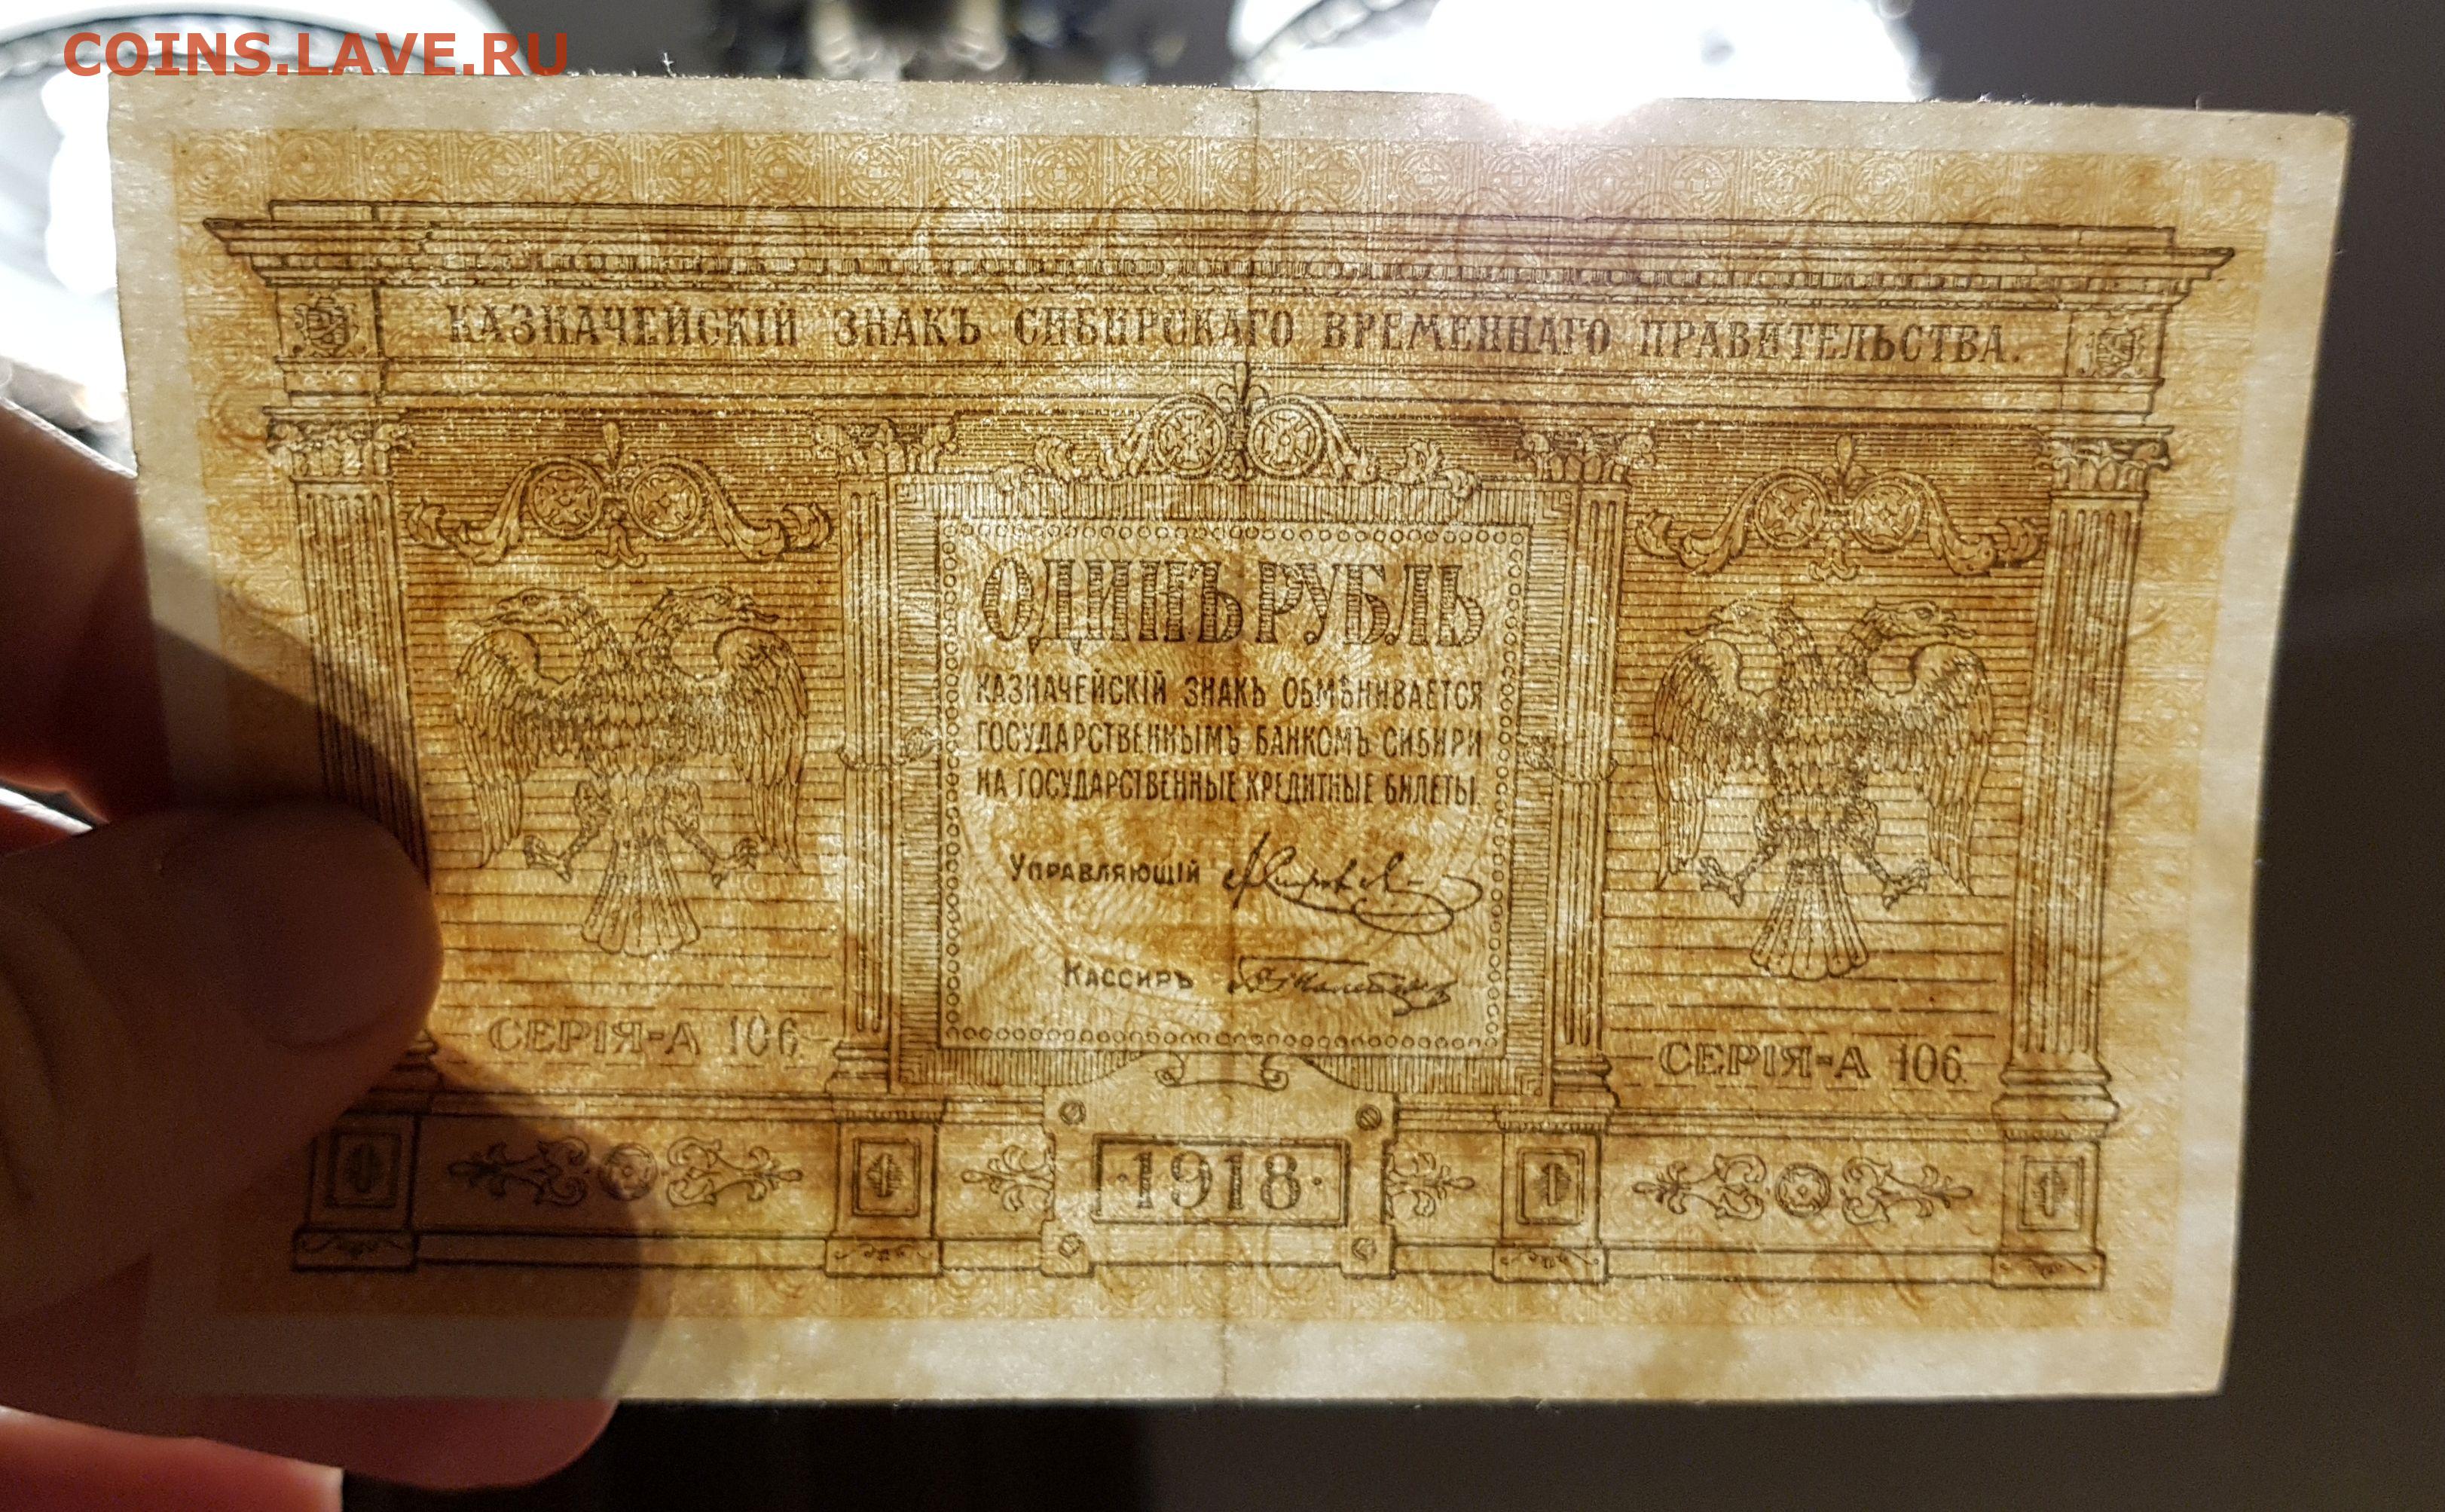 COINS.LAVE.RU
КАЗНАЧЕЙСКІЙ ЗНАКЪ СИБИРСКАГО ВРЕМЕННАГО ПРАВИТЕЛЬСТВА.
ОДИНЪ РУБЛЬ
КАЗНАЧЕЙСКІЙ ЗНАКЪ ОБМѢНИВАЕТСЯ
ГОСУДАРСТВЕННЫМЪ БАНКОМЪ СИБИРИ
НА ГОСУДАРСТВЕННЫЕ КРЕДИТНЫЕ БИЛЕТЫ.
УПРАВЛЯЮЩІЙ
КАССИРЪ
СЕРІЯ-А 106.
СЕРІЯ-А 106.
1 1 1 1
·1918·